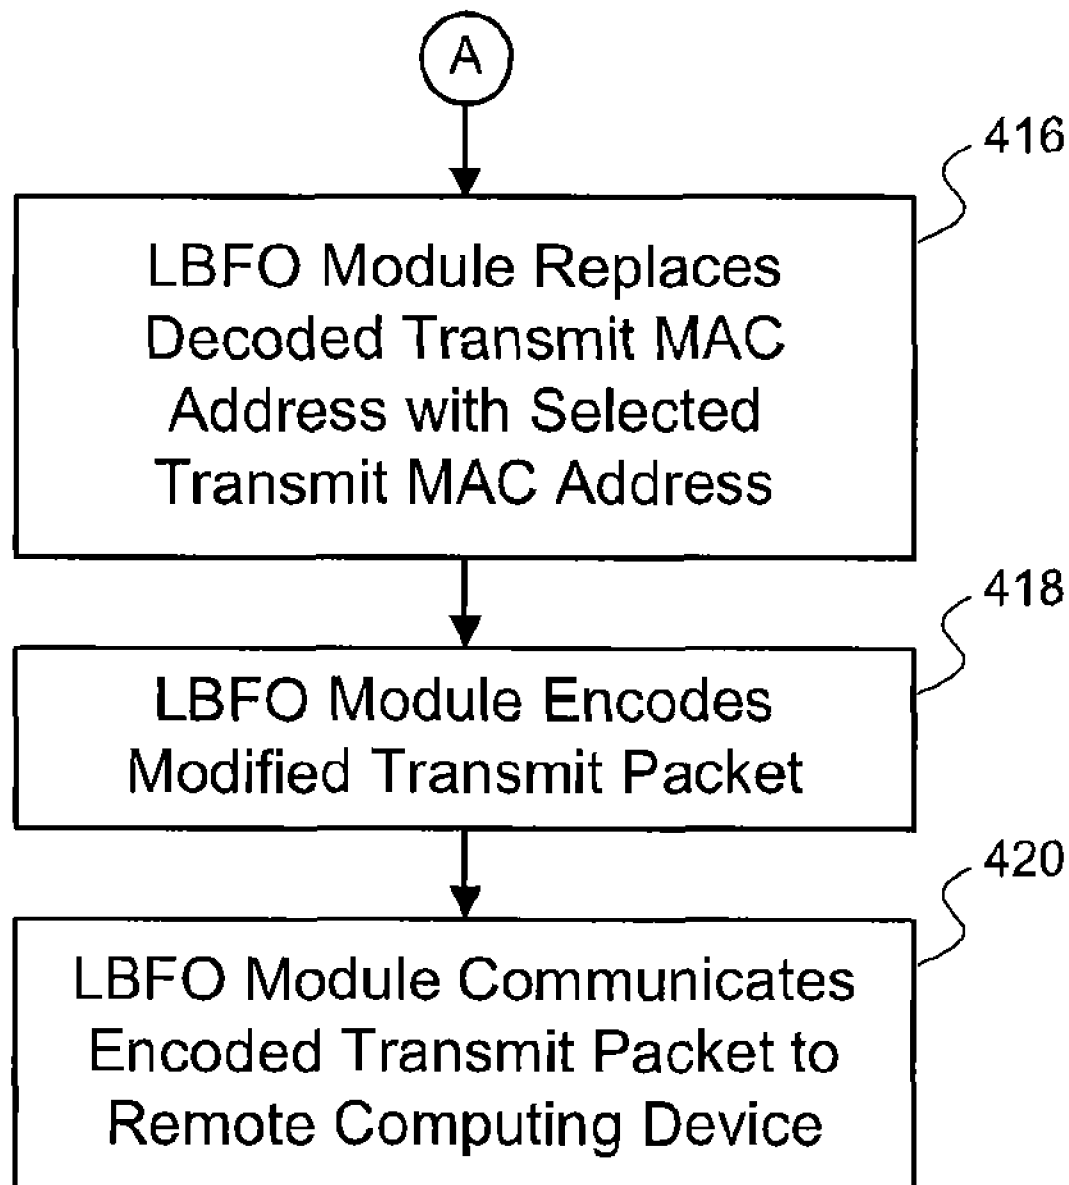 A
416
LBFO Module Replaces
Decoded Transmit MAC
Address with Selected
Transmit MAC Address
418
LBFO Module Encodes
Modified Transmit Packet
420
LBFO Module Communicates
Encoded Transmit Packet to
Remote Computing Device